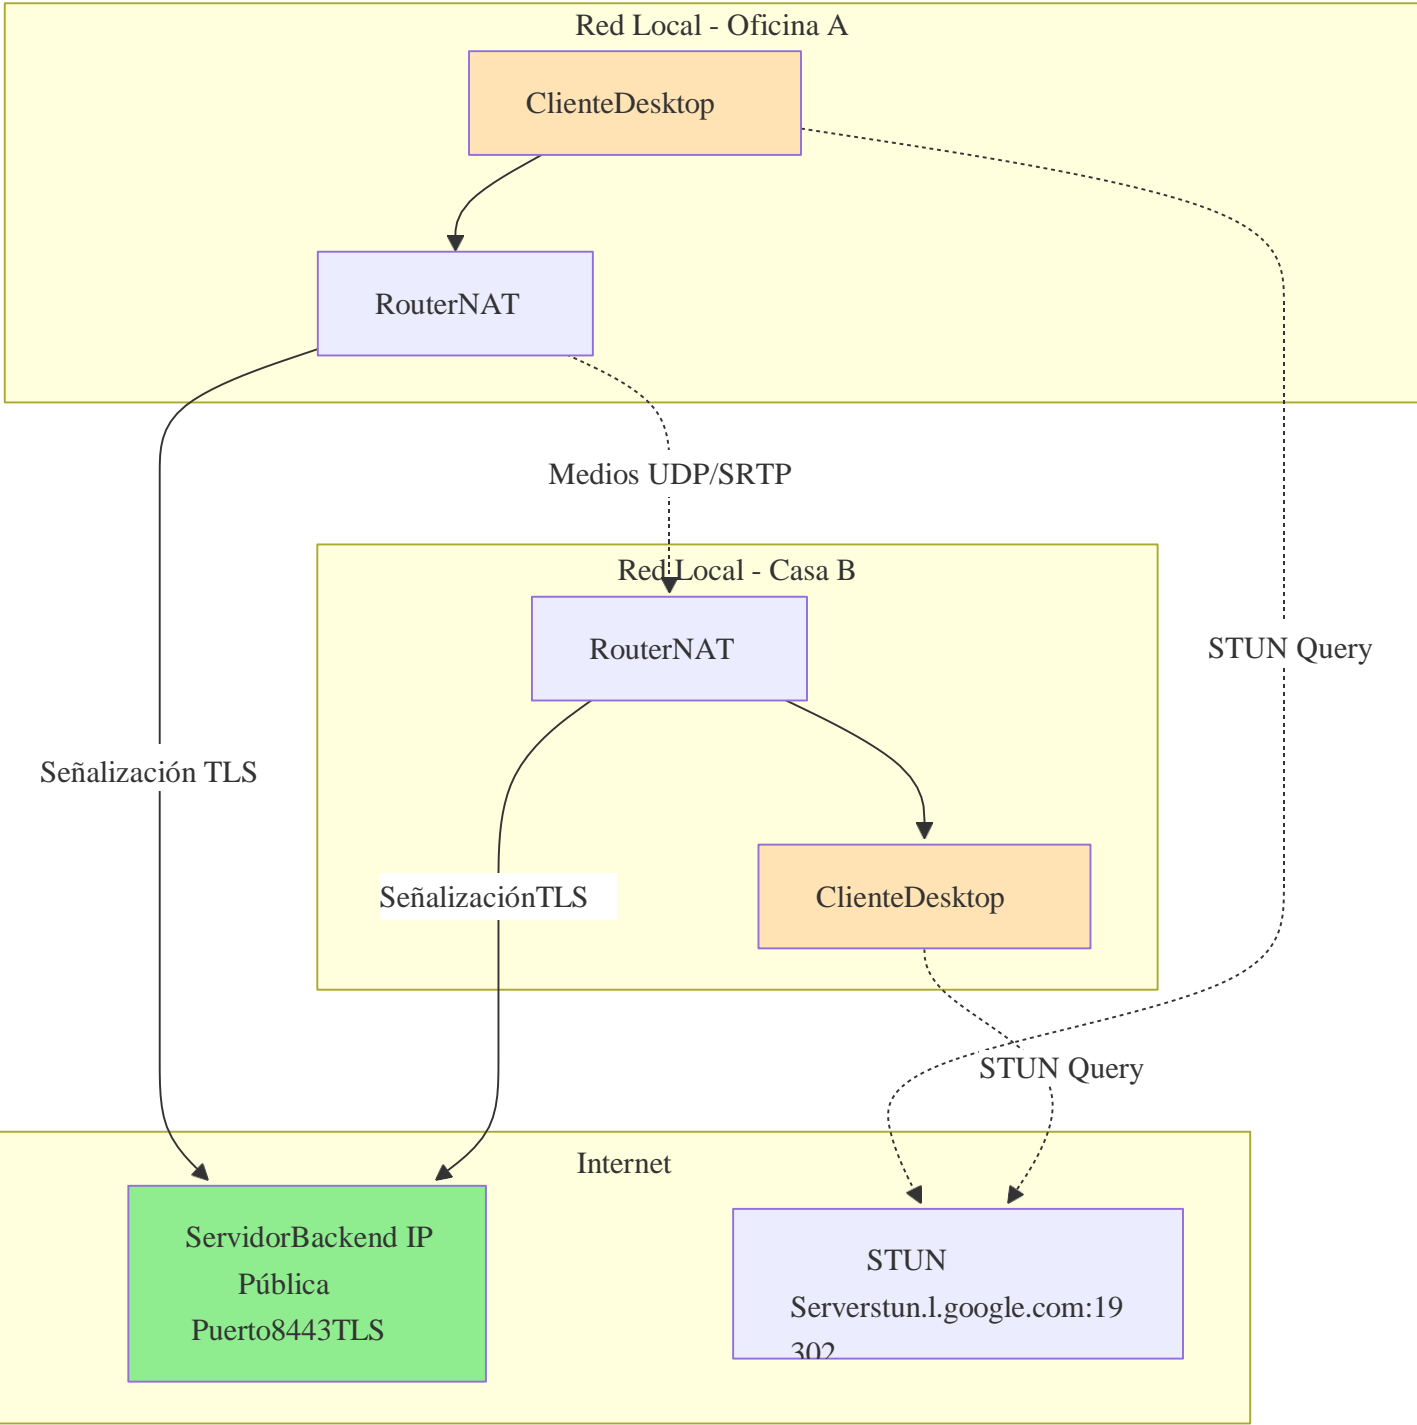 Red Local - Oficina A
ClienteDesktop
RouterNAT
Medios UDP/SRTP
Red Local - Casa B
RouterNAT
STUN Query
Señalización TLS
SeñalizaciónTLS
ClienteDesktop
STUN Query
Internet
ServidorBackend IP
Pública
Puerto8443TLS
STUN
Serverstun.l.google.com:19
302